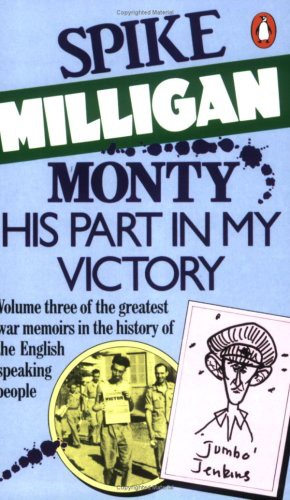 SPIKE
MILLIGAN
MONTY
HIS PART IN MY
VICTORY
Volume three of the greatest
war memoirs in the history of
the English
speaking
people
VICTOR
'Jumbo'
Jenkins